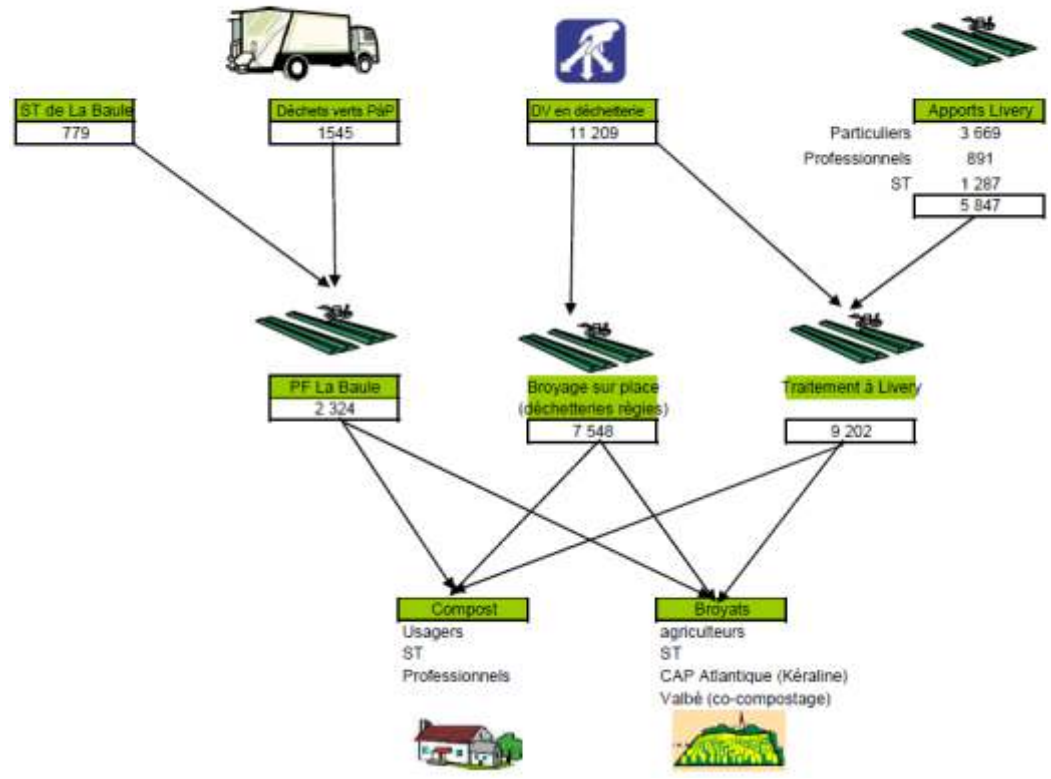 ST de La Baule
779
Déchets verts PàP
1545
DV en déchetterie
11 209
Apports Livery
Particuliers 3 669
Professionnels 891
ST 1 287
5 847
PF La Baule
2 324
Broyage sur place
(déchetteries règies)
7 548
Traitement à Livery
9 202
Compost
Usagers
ST
Professionnels
Broyats
agriculteurs
ST
CAP Atlantique (Kéraline)
Valbè (co-compostage)